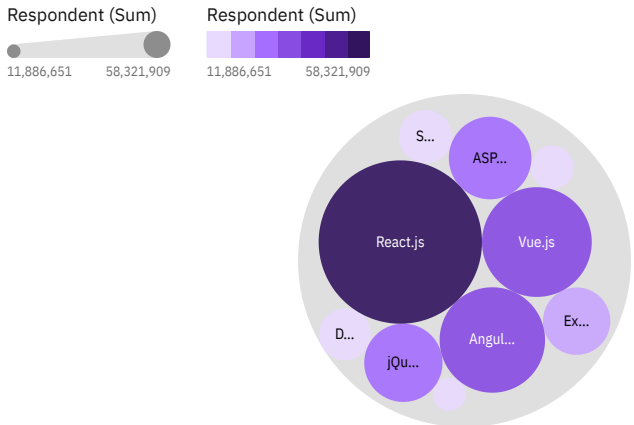 Respondent (Sum)
11,886,651 58,321,909
Respondent (Sum)
11,886,651 58,321,909
S...
ASP...
React.js
Vue.js
Ex...
D...
Angul...
jQu...